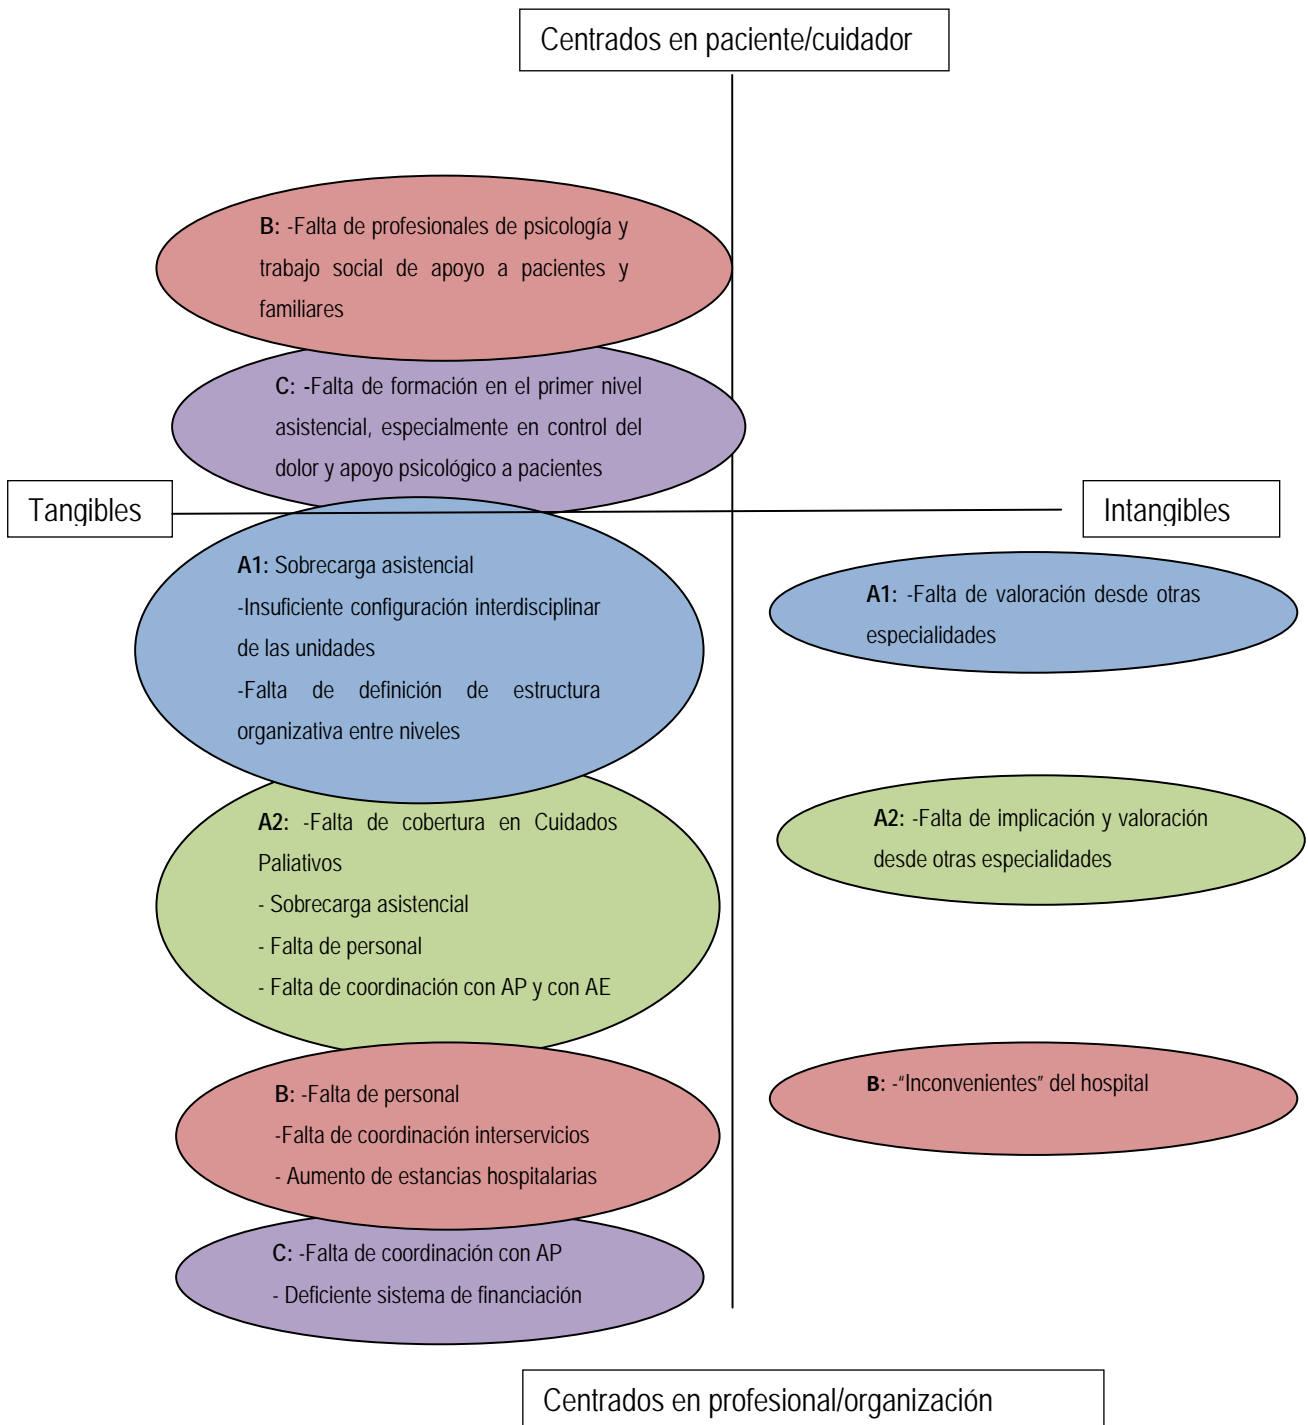 Centrados en paciente/cuidador
B: -Falta de profesionales de psicología y
trabajo social de apoyo a pacientes y
familiares
C: -Falta de formación en el primer nivel
asistencial, especialmente en control del
dolor y apoyo psicológico a pacientes
Tangibles
Intangibles
A1: Sobrecarga asistencial
-Insuficiente configuración interdisciplinar
de las unidades
-Falta de definición de estructura
organizativa entre niveles
A1: -Falta de valoración desde otras
especialidades
A2: -Falta de cobertura en Cuidados
Paliativos
- Sobrecarga asistencial
- Falta de personal
- Falta de coordinación con AP y con AE
A2: -Falta de implicación y valoración
desde otras especialidades
B: -Falta de personal
-Falta de coordinación interservicios
- Aumento de estancias hospitalarias
B: -“Inconvenientes” del hospital
C: -Falta de coordinación con AP
- Deficiente sistema de financiación
Centrados en profesional/organización